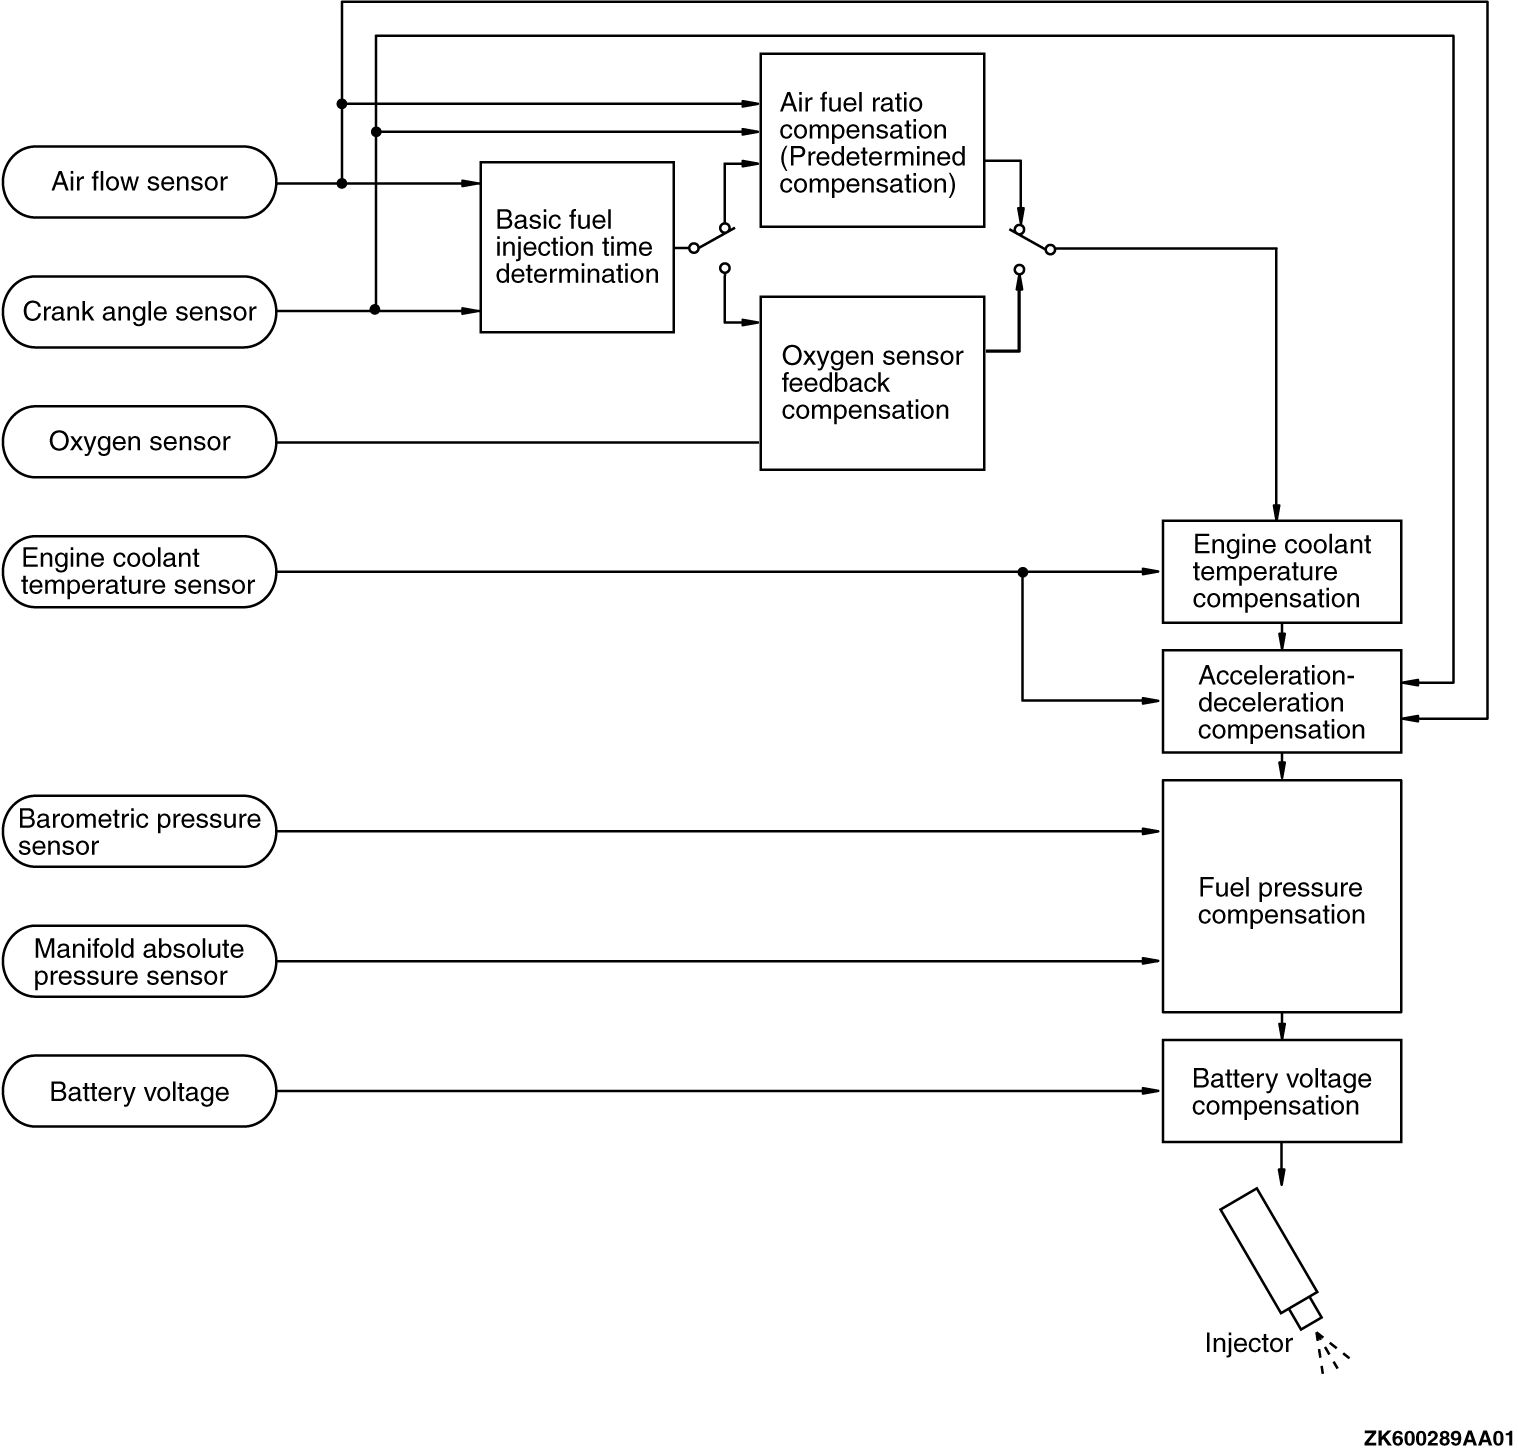 Air fuel ratio
compensation
(Predetermined
compensation)
Air flow sensor
Basic fuel
injection time
determination
Crank angle sensor
Oxygen sensor
feedback
compensation
Oxygen sensor
Engine coolant
temperature sensor
Engine coolant
temperature
compensation
Acceleration-
deceleration
compensation
Barometric pressure
sensor
Fuel pressure
compensation
Manifold absolute
pressure sensor
Battery voltage
Battery voltage
compensation
Injector
ZK600289AA01